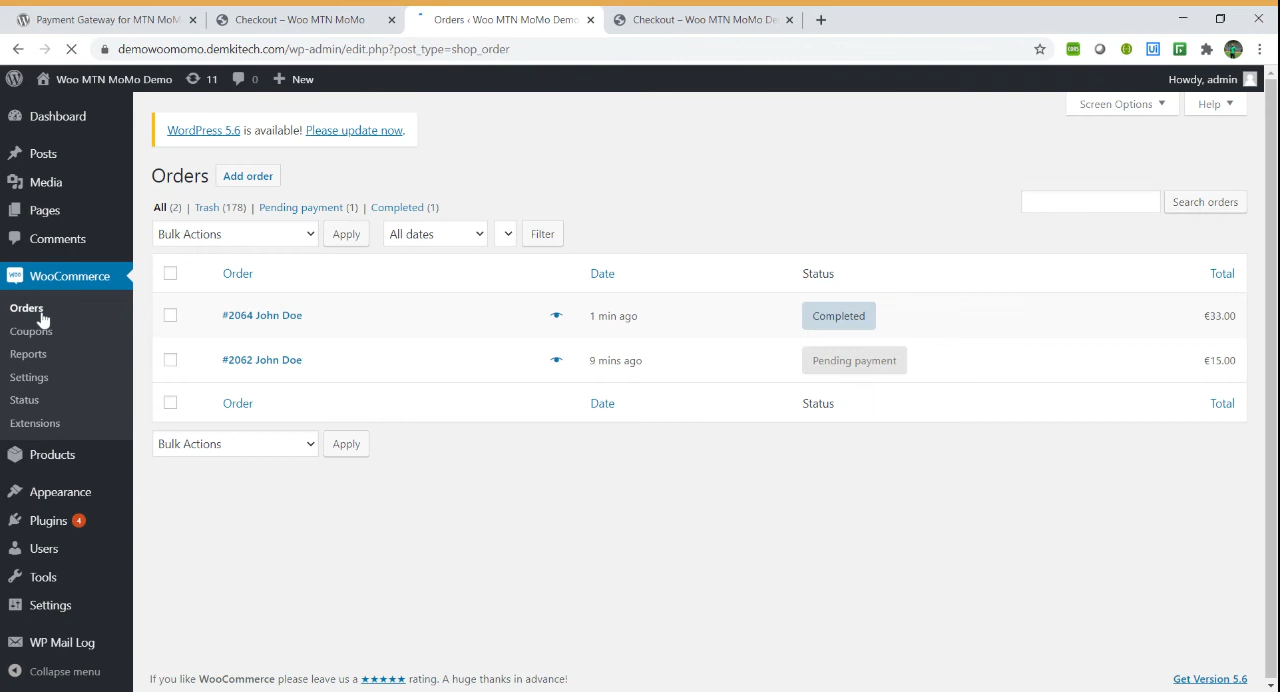 Payment Gateway for MTN MoM
Checkout – Woo MTN MoMo
Orders ‹ Woo MTN MoMo Demo
Checkout – Woo MTN MoMo De
demowoomomo.demkitech.com/wp-admin/edit.php?post_type=shop_order
Woo MTN MoMo Demo 11 0 New
Howdy, admin
Screen Options Help
WordPress 5.6 is available! Please update now.
Orders Add order
All (2) | Trash (178) | Pending payment (1) | Completed (1)
Search orders
Bulk Actions Apply All dates Filter
Order Date Status Total
#2064 John Doe 1 min ago Completed €33.00
#2062 John Doe 9 mins ago Pending payment €15.00
Order Date Status Total
Bulk Actions Apply
Dashboard
Posts
Media
Pages
Comments
WooCommerce
Orders
Coupons
Reports
Settings
Status
Extensions
Products
Appearance
Plugins 4
Users
Tools
Settings
WP Mail Log
Collapse menu
If you like WooCommerce please leave us a ★★★★★ rating. A huge thanks in advance!
Get Version 5.6